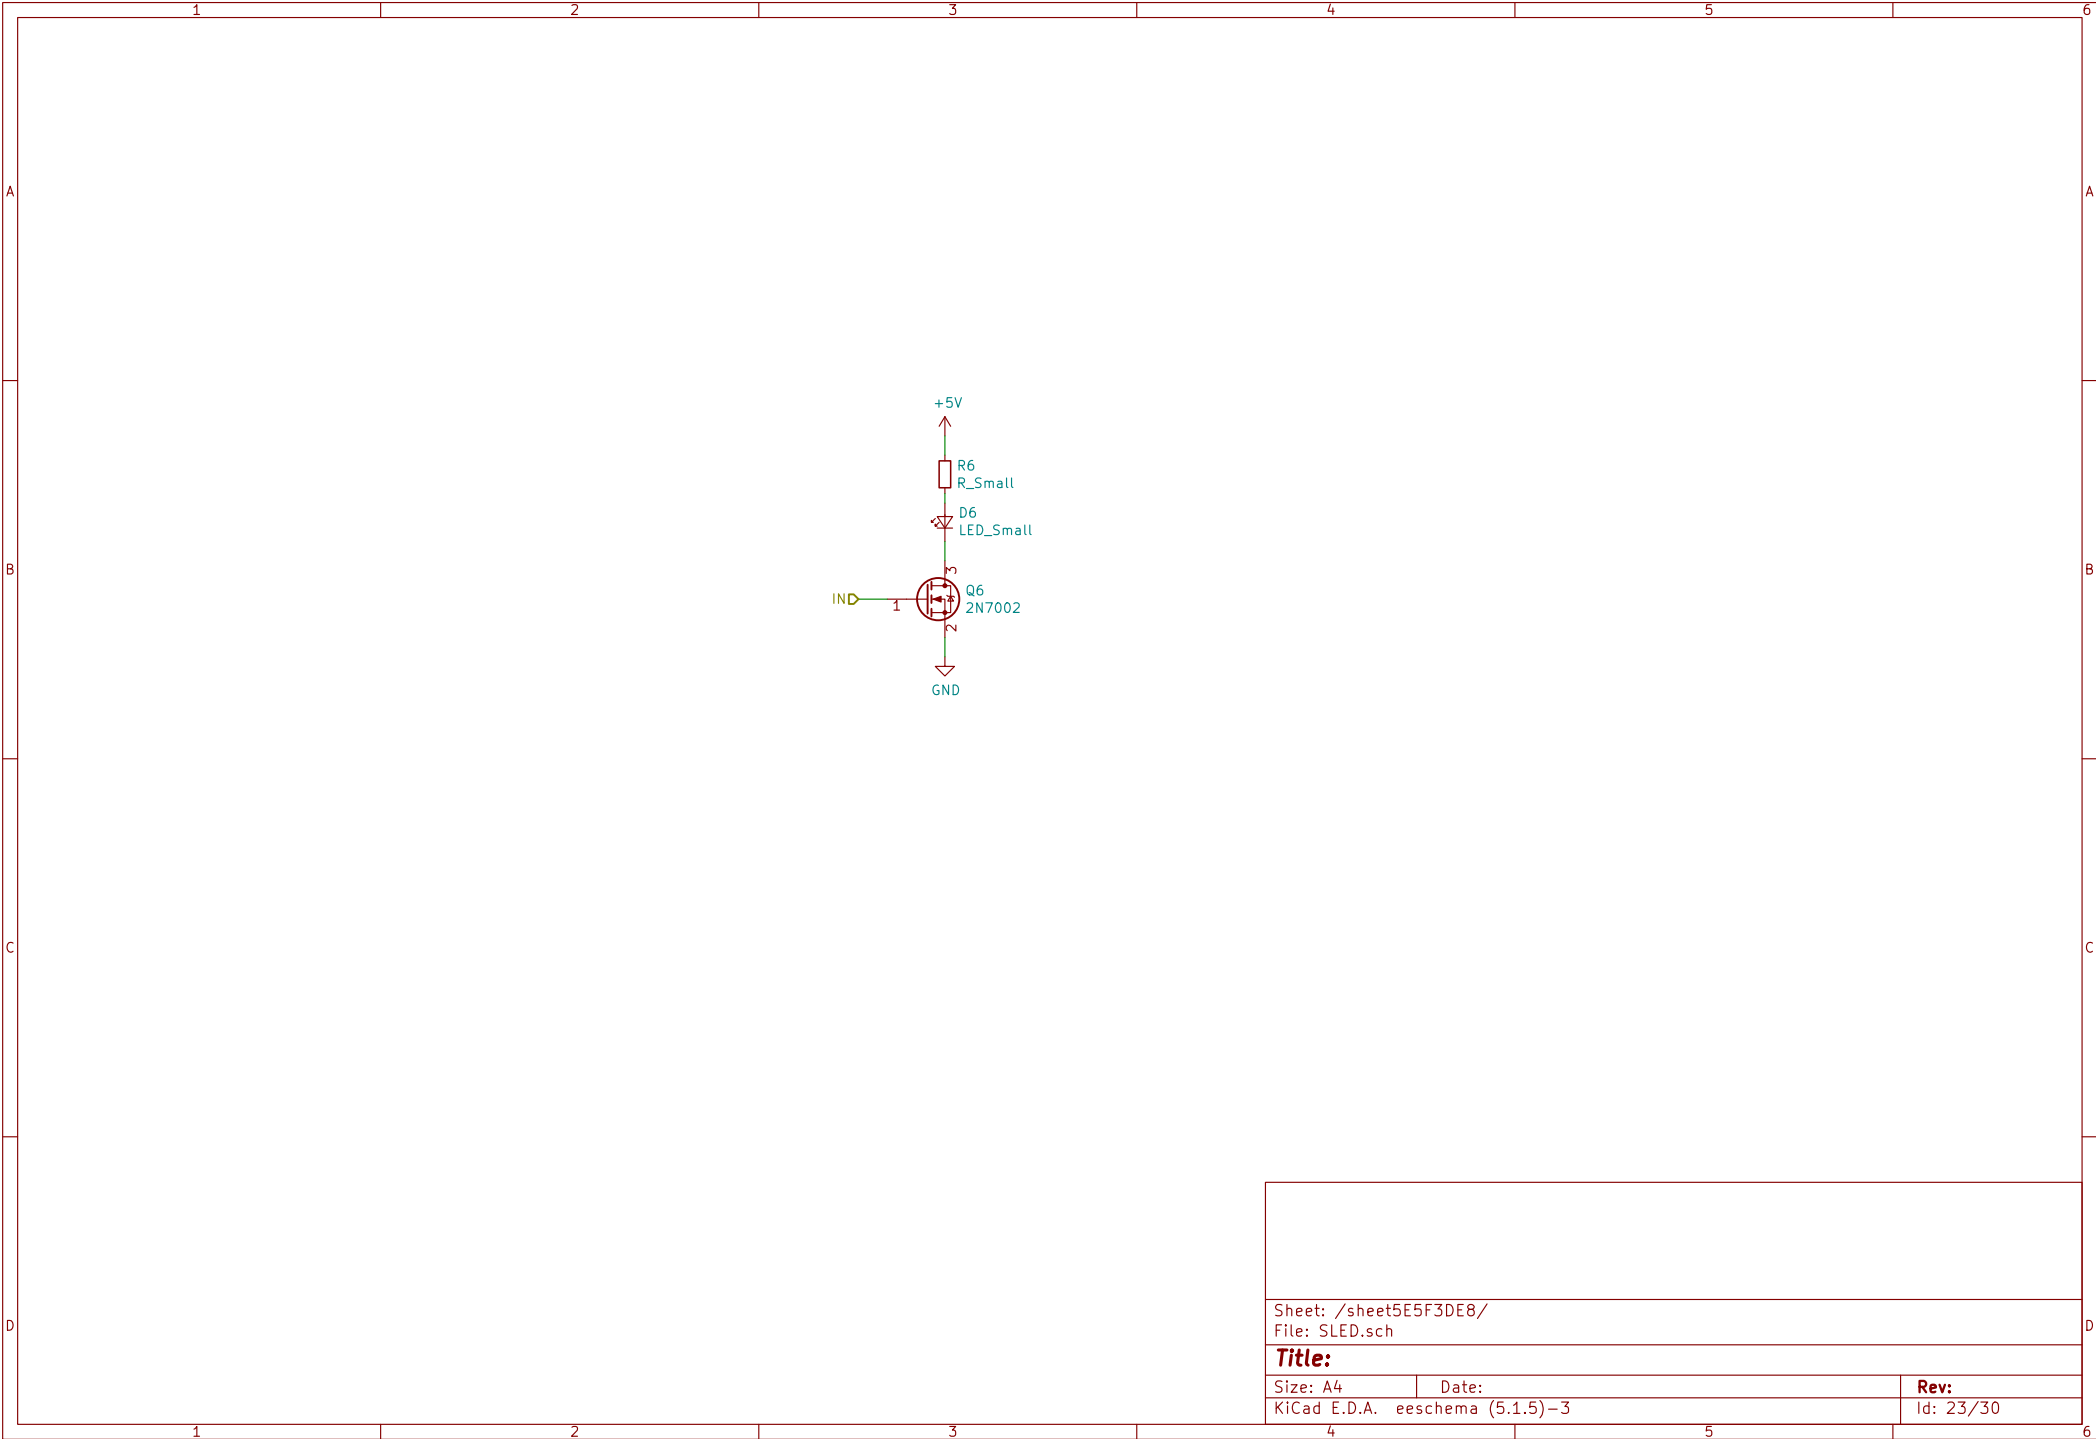 1 2 3 4 5 6
A A
+5V
R6
R_Small
D6
LED_Small
B B
3
Q6
IN
1
2N7002
2
GND
C C
Sheet: /sheet5E5F3DE8/
File: SLED.sch
D D
Title:
Size: A4 Date: Rev:
KiCad E.D.A. eeschema (5.1.5)-3 Id: 23/30
1 2 3 4 5 6